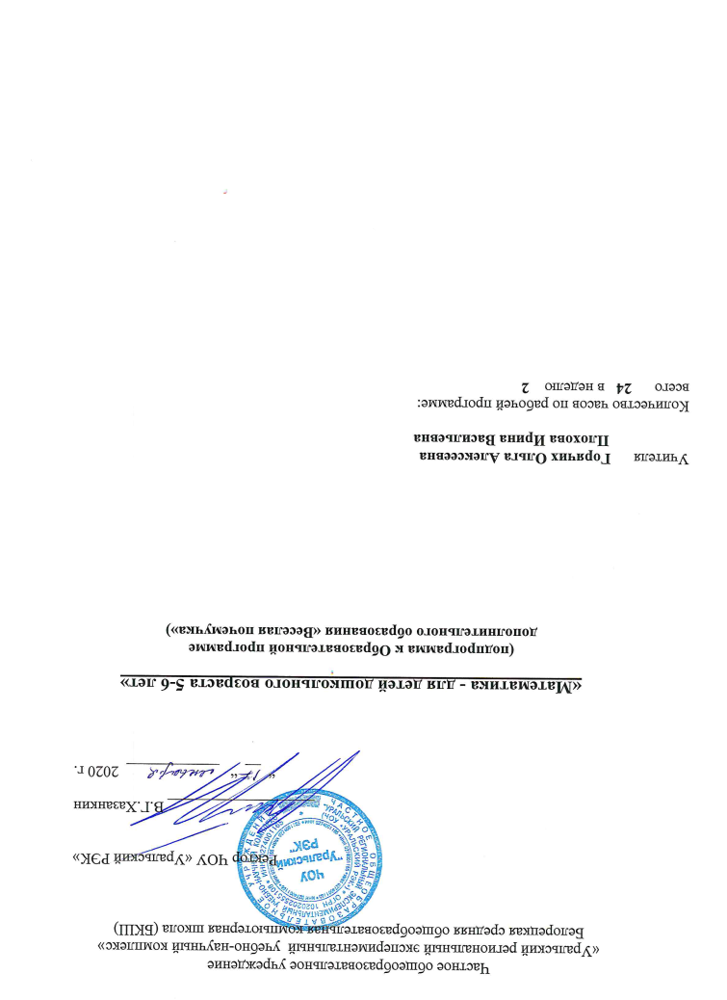 Частное общеобразовательное учреждение
«Уральский региональный экспериментальный учебно-научный комплекс»
Белорецкая средняя общеобразовательная компьютерная школа (БКШ)
Ректор ЧОУ «Уральский РЭК»
В.Г.Хазанкин
"17" января 2020 г.
ЧОУ
"Уральский
РЭК"
«Математика - для детей дошкольного возраста 5-6 лет»
(подпрограмма к Образовательной программе
дополнительного образования «Веселая почемучка»)
Учителя Горячих Ольга Алексеевна
Плохова Ирина Васильевна
Количество часов по рабочей программе:
всего 24 в неделю 2